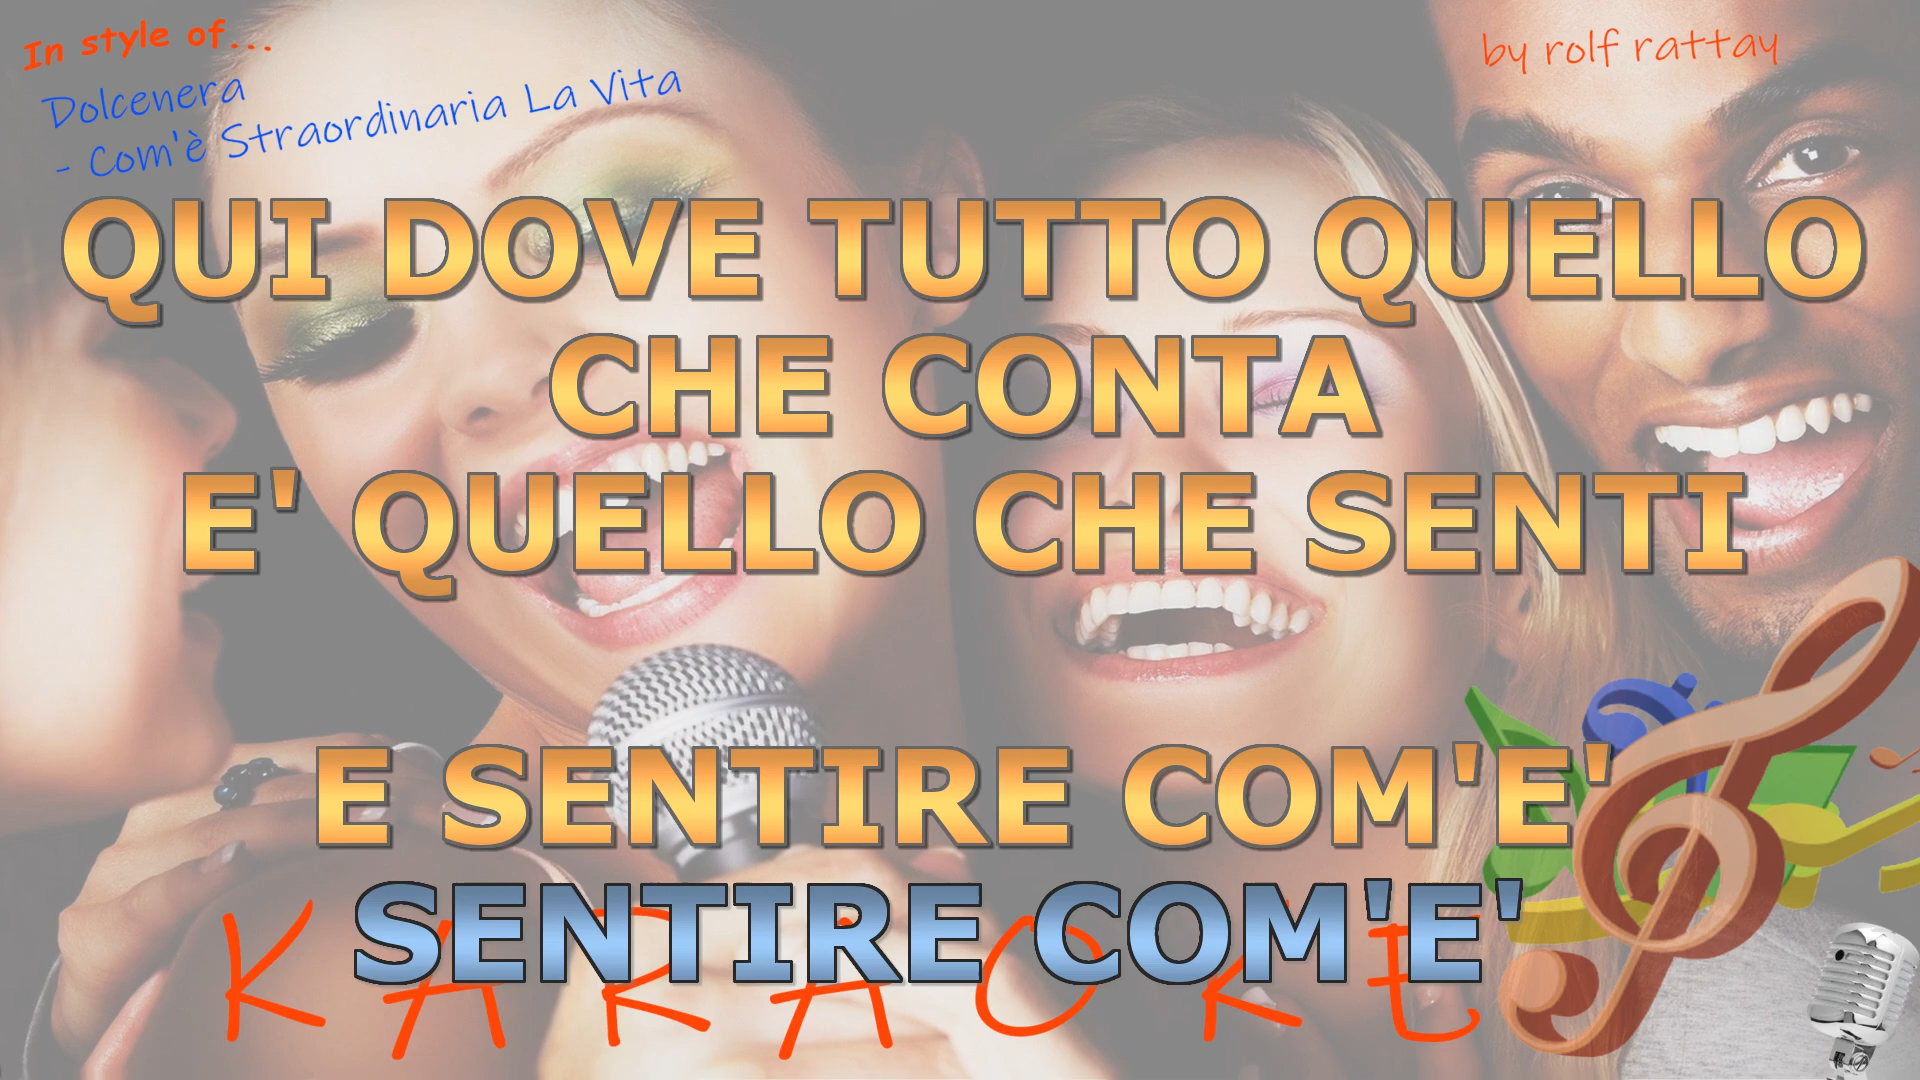 In style of...
by rolf rattay
Dolcenera
- Com'è Straordinaria La Vita
QUI DOVE TUTTO QUELLO
CHE CONTA
E' QUELLO CHE SENTI
E SENTIRE COM'E'
SENTIRE COM'E'
KARAOKE